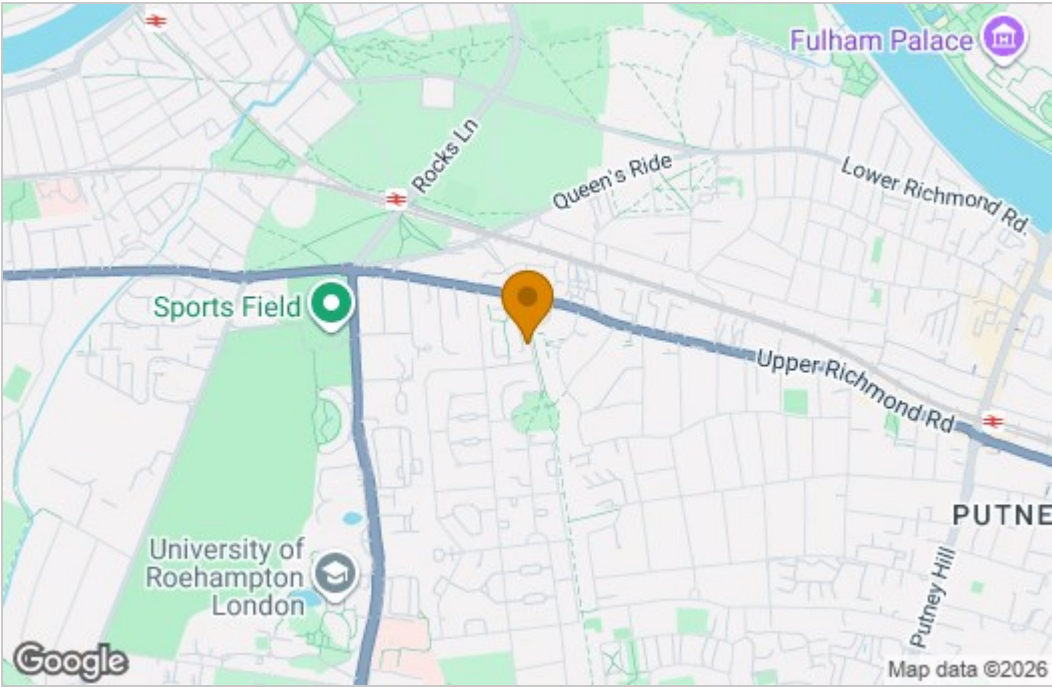 Fulham Palace
Rocks Ln
Queen's Ride
Lower Richmond Rd.
Sports Field
Upper Richmond Rd
PUTNE
University of
Roehampton
London
Putney Hill
Google
Map data ©2026